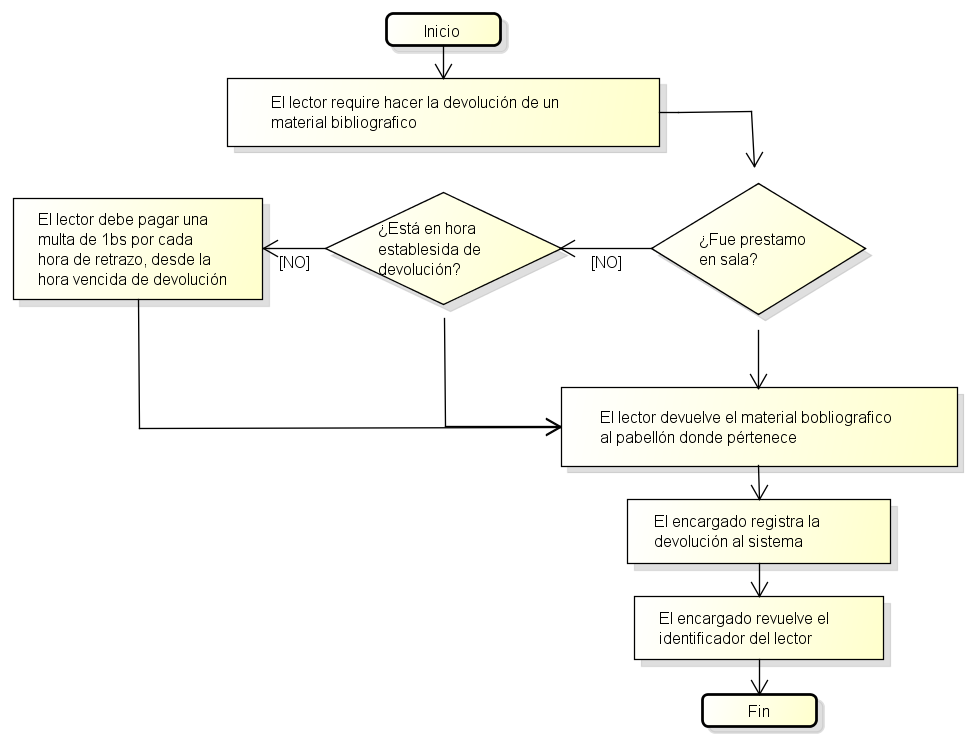 Inicio
El lector require hacer la devolución de un
material bibliografico
¿Fue prestamo
en sala?
[NO]
¿Está en hora
establesida de
devolución?
[NO]
El lector debe pagar una
multa de 1bs por cada
hora de retrazo, desde la
hora vencida de devolución
El lector devuelve el material bobliografico
al pabellón donde pértenece
El encargado registra la
devolución al sistema
El encargado revuelve el
identificador del lector
Fin